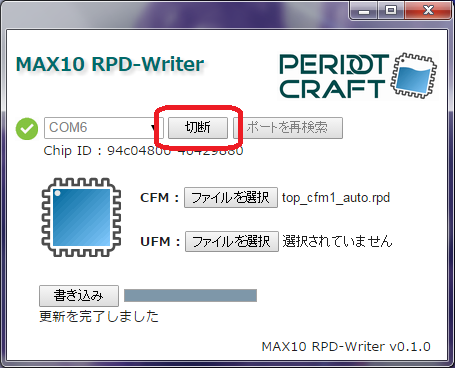 MAX10 RPD-Writer
PERIDOT
CRAFT
COM6 切断 ポートを再検索
Chip ID : 94c04800-40429880
CFM : ファイルを選択 top_cfm1_auto.rpd
UFM : ファイルを選択 選択されていません
書き込み
更新を完了しました
MAX10 RPD-Writer v0.1.0